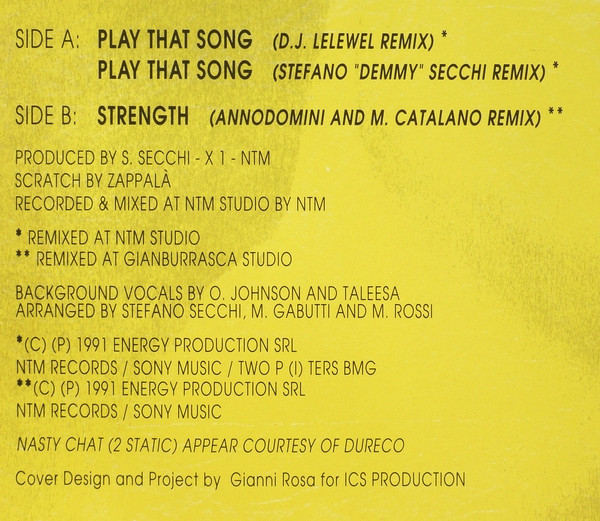 SIDE A: PLAY THAT SONG (D.J. LELEWEL REMIX) *
PLAY THAT SONG (STEFANO "DEMMY" SECCHI REMIX) *
SIDE B: STRENGTH (ANNODOMINI AND M. CATALANO REMIX) **
PRODUCED BY S. SECCHI - X 1 - NTM
SCRATCH BY ZAPPALÀ
RECORDED & MIXED AT NTM STUDIO BY NTM
* REMIXED AT NTM STUDIO
** REMIXED AT GIANBURRASCA STUDIO
BACKGROUND VOCALS BY O. JOHNSON AND TALEESA
ARRANGED BY STEFANO SECCHI, M. GABUTTI AND M. ROSSI
*(C) (P) 1991 ENERGY PRODUCTION SRL
NTM RECORDS / SONY MUSIC / TWO P (I) TERS BMG
**(C) (P) 1991 ENERGY PRODUCTION SRL
NTM RECORDS / SONY MUSIC
NASTY CHAT (2 STATIC) APPEAR COURTESY OF DURECO
Cover Design and Project by Gianni Rosa for ICS PRODUCTION